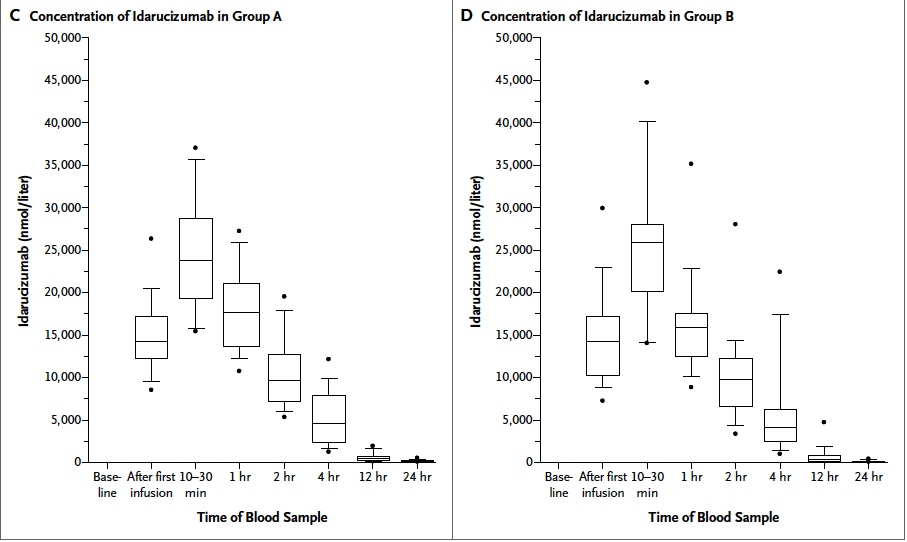 C Concentration of Idarucizumab in Group A
50,000
45,000
40,000
35,000
30,000
25,000
20,000
15,000
10,000
5,000
0
Idarucizumab (nmol/liter)
Base-
line
After first
infusion
10–30
min
1 hr
2 hr
4 hr
12 hr
24 hr
Time of Blood Sample
D Concentration of Idarucizumab in Group B
50,000
45,000
40,000
35,000
30,000
25,000
20,000
15,000
10,000
5,000
0
Idarucizumab (nmol/liter)
Base-
line
After first
infusion
10–30
min
1 hr
2 hr
4 hr
12 hr
24 hr
Time of Blood Sample